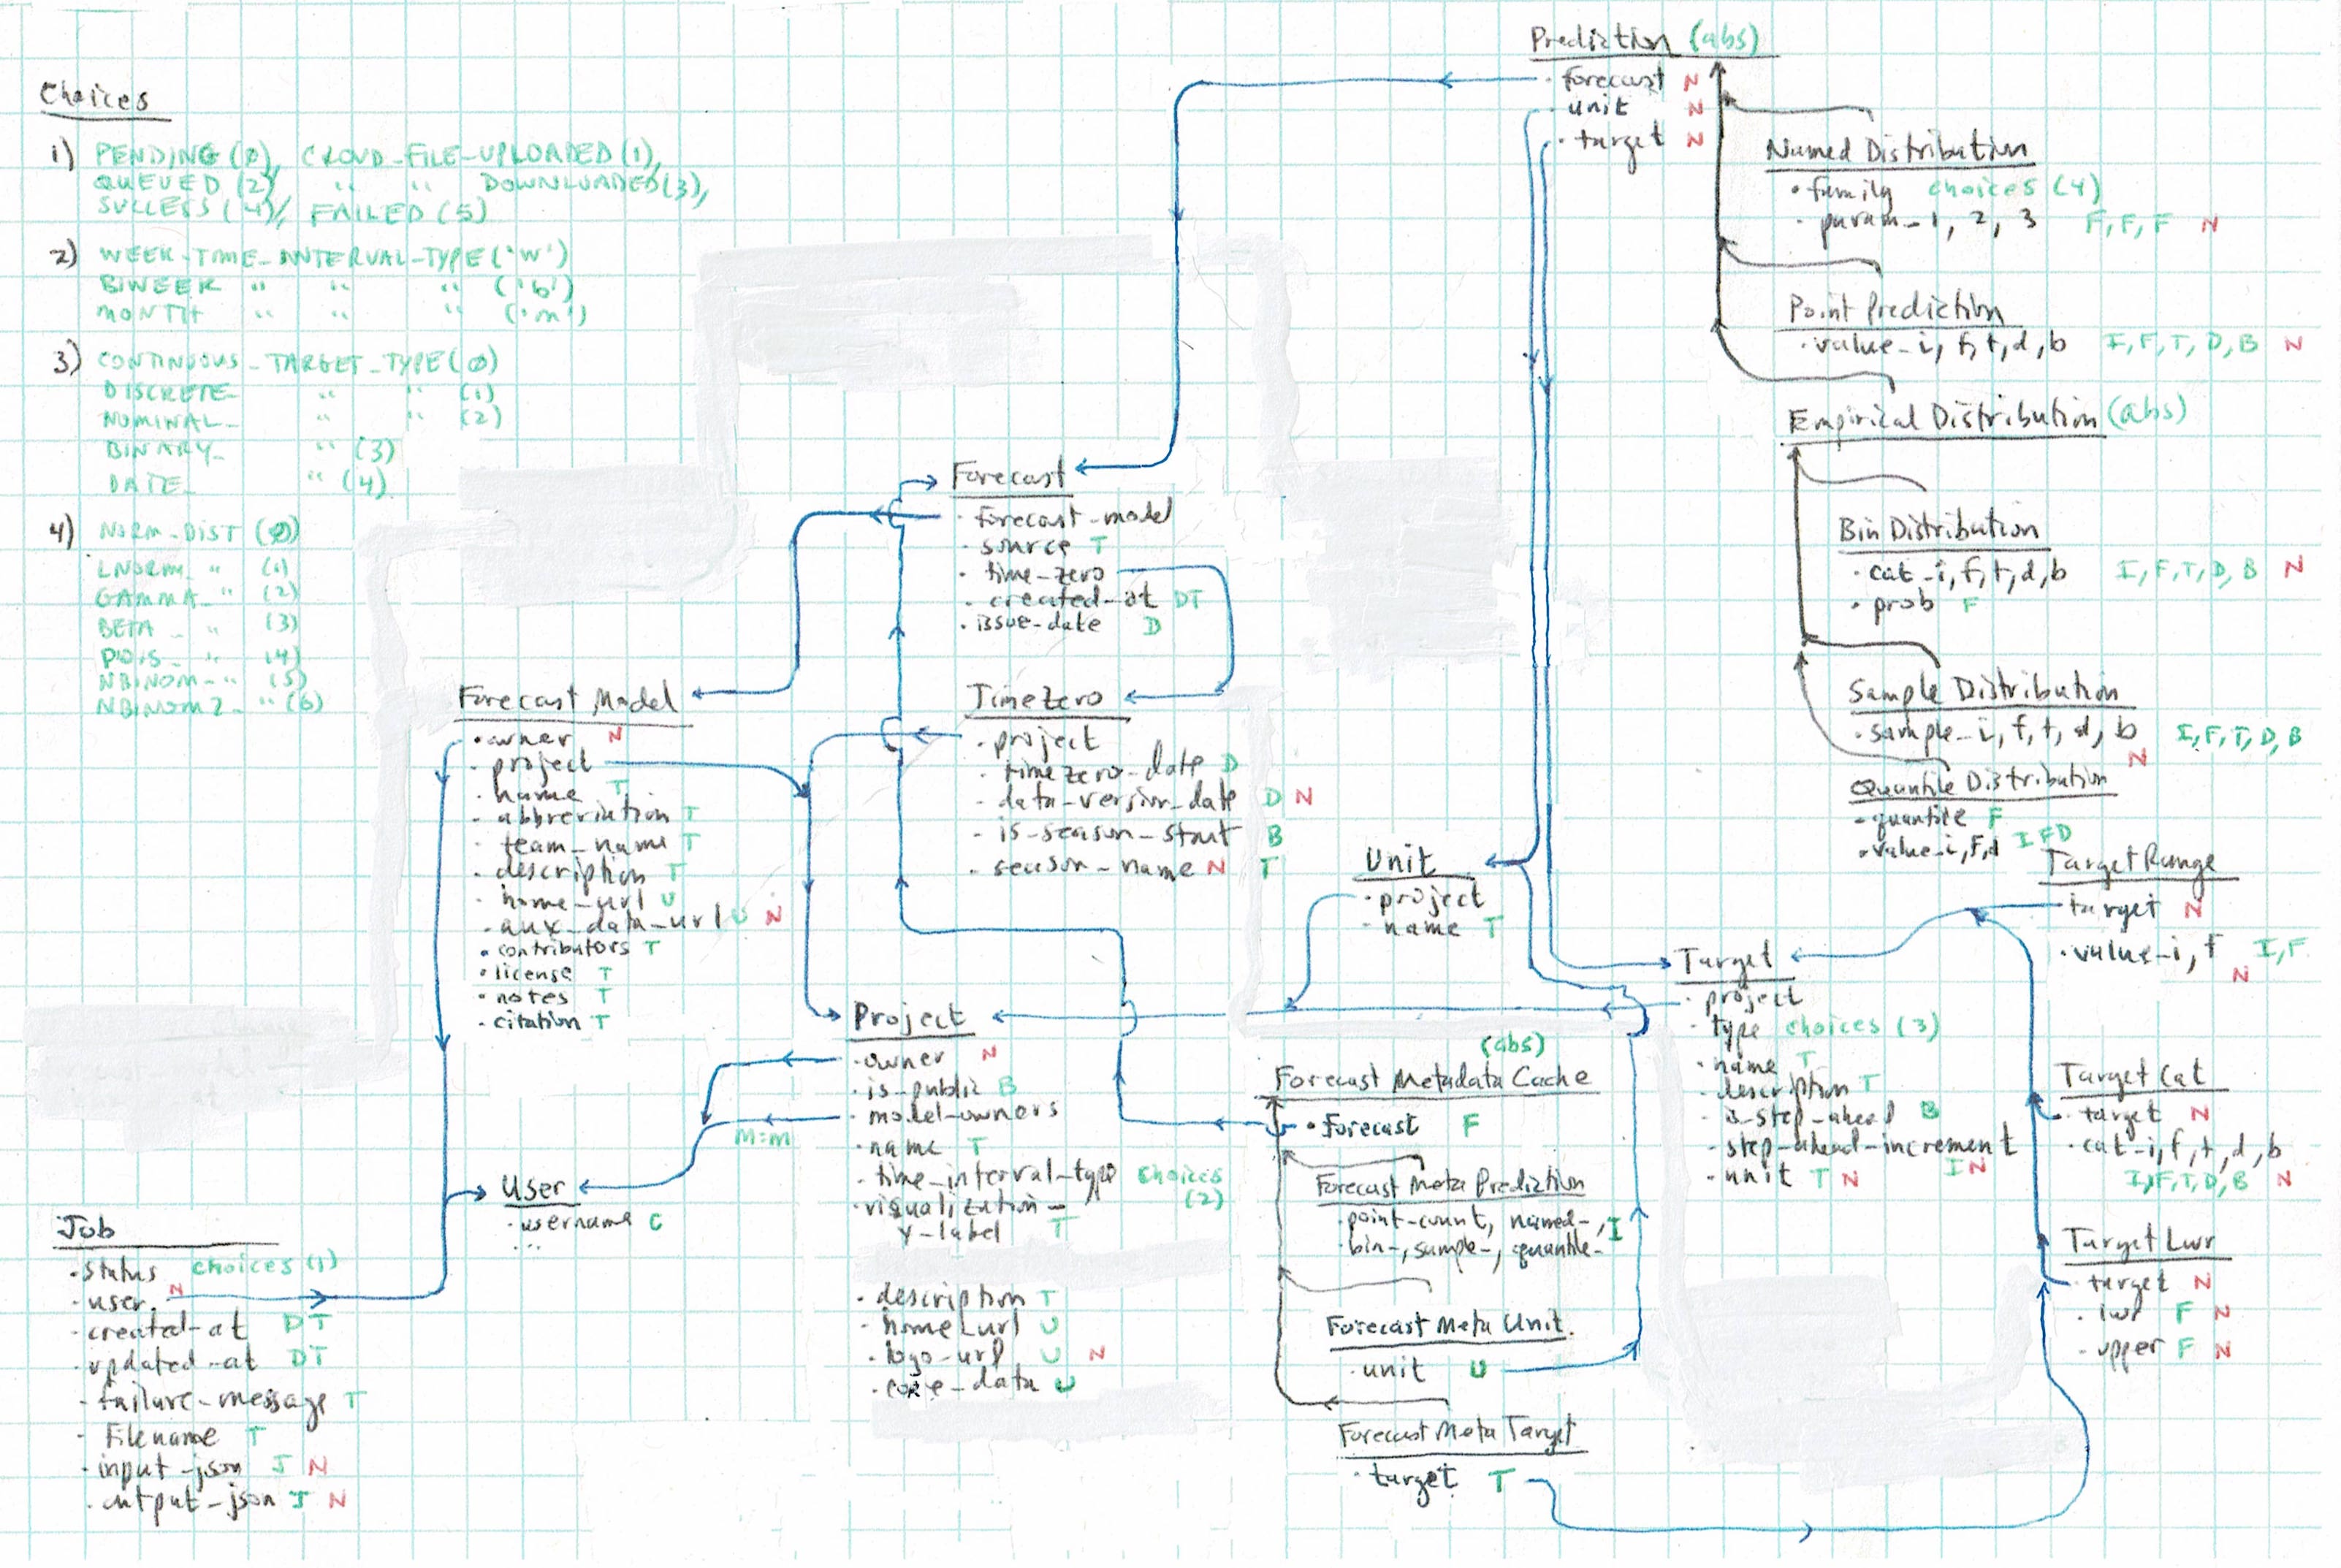 Choices
1) PENDING (0), CLOUD_FILE_UPLOADED (1),
QUEUED (2), " " DOWNLOADED (3),
SUCCESS (4), FAILED (5)
2) WEEK_TIME_INTERVAL_TYPE ('w')
BIWEEK " " " ('b')
MONTH " " " ('m')
3) CONTINUOUS_TARGET_TYPE (0)
DISCRETE_ " " (1)
NOMINAL_ " " (2)
BINARY_ " (3)
DATE_ " (4)
4) NORM_DIST (0)
LNORM_ " (1)
GAMMA_ " (2)
BETA_ " (3)
POIS_ " (4)
NBINOM_ " (5)
NBINOM2_ " (6)
Prediction (abs)
· forecast N
· unit N
· target N
Named Distribution
· family choices (4)
· param_1, 2, 3 F, F, F N
Point Prediction
· value_i, f, t, d, b I, F, T, D, B N
Empirical Distribution (abs)
Bin Distribution
· cat_i, f, t, d, b I, F, T, D, B N
· prob F
Sample Distribution
· sample_i, f, t, d, b I, F, T, D, B
N
Quantile Distribution
· quantile F
· value_i, f, d I F D
Forecast
· forecast_model
· source T
· time_zero
· created_at DT
· issue_date D
Forecast Model
· owner N
· project
· name T
· abbreviation T
· team_name T
· description T
· home_url U
· aux_data_url U N
· contributors T
· license T
· notes T
· citation T
TimeZero
· project
· timezero_date D
· data_version_date D N
· is_season_start B
· season_name N T
Unit
· project
· name T
Target
· project
· type choices (3)
· name T
· description T
· is_step_ahead B
· step_ahead_increment
I N
· unit T N
Target Range
· target N
· value_i, f I, F
N
Target Cat
· target N
· cat_i, f, t, d, b
I, F, T, D, B N
Target Lwr
· target N
· lwr F N
· upper F N
Project
· owner N
· is_public B
· model_owners
M:m
· name T
· time_interval_type choices
(2)
· visualization_
y_label T
· description T
· home_url U
· logo_url U N
· core_data U
User
· username C
...
Job
· status choices (1)
· user N
· created_at DT
· updated_at DT
· failure_message T
· filename T
· input_json J N
· output_json J N
(abs)
Forecast Metadata Cache
· forecast F
Forecast Meta Prediction
· point_count, named_, I
bin_, sample_, quantile_
Forecast Meta Unit
· unit U
Forecast Meta Target
· target T